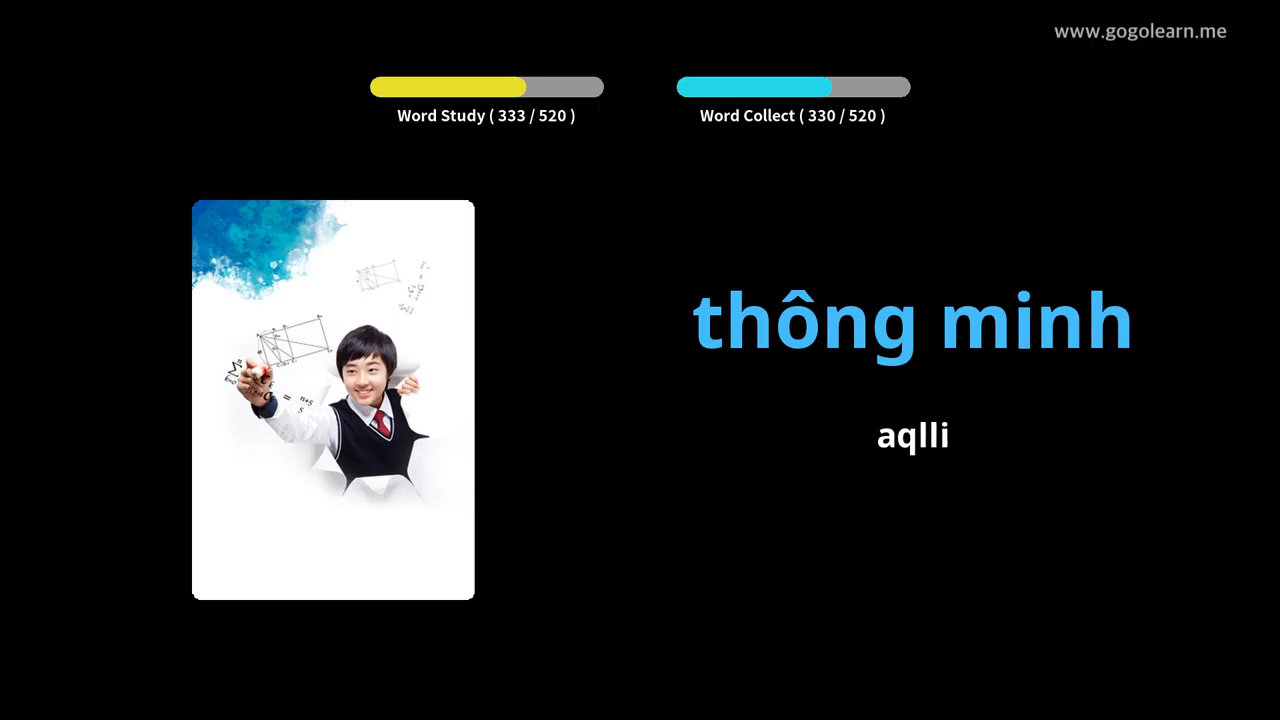 www.gogolearn.me
Word Study ( 333 / 520 )
Word Collect ( 330 / 520 )
thông minh
aqlli